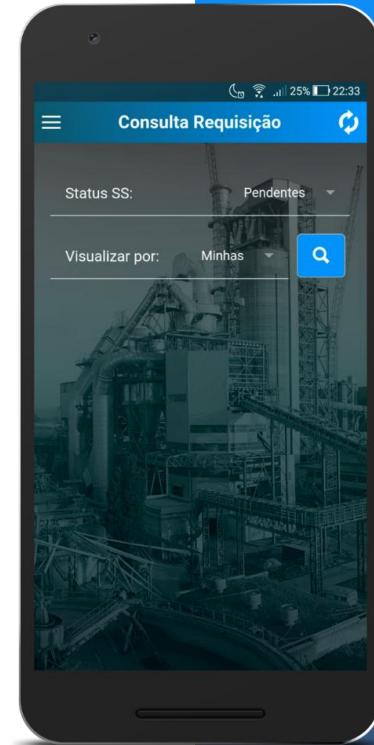 25% 22:33
Consulta Requisição
Status SS: Pendentes
Visualizar por: Minhas